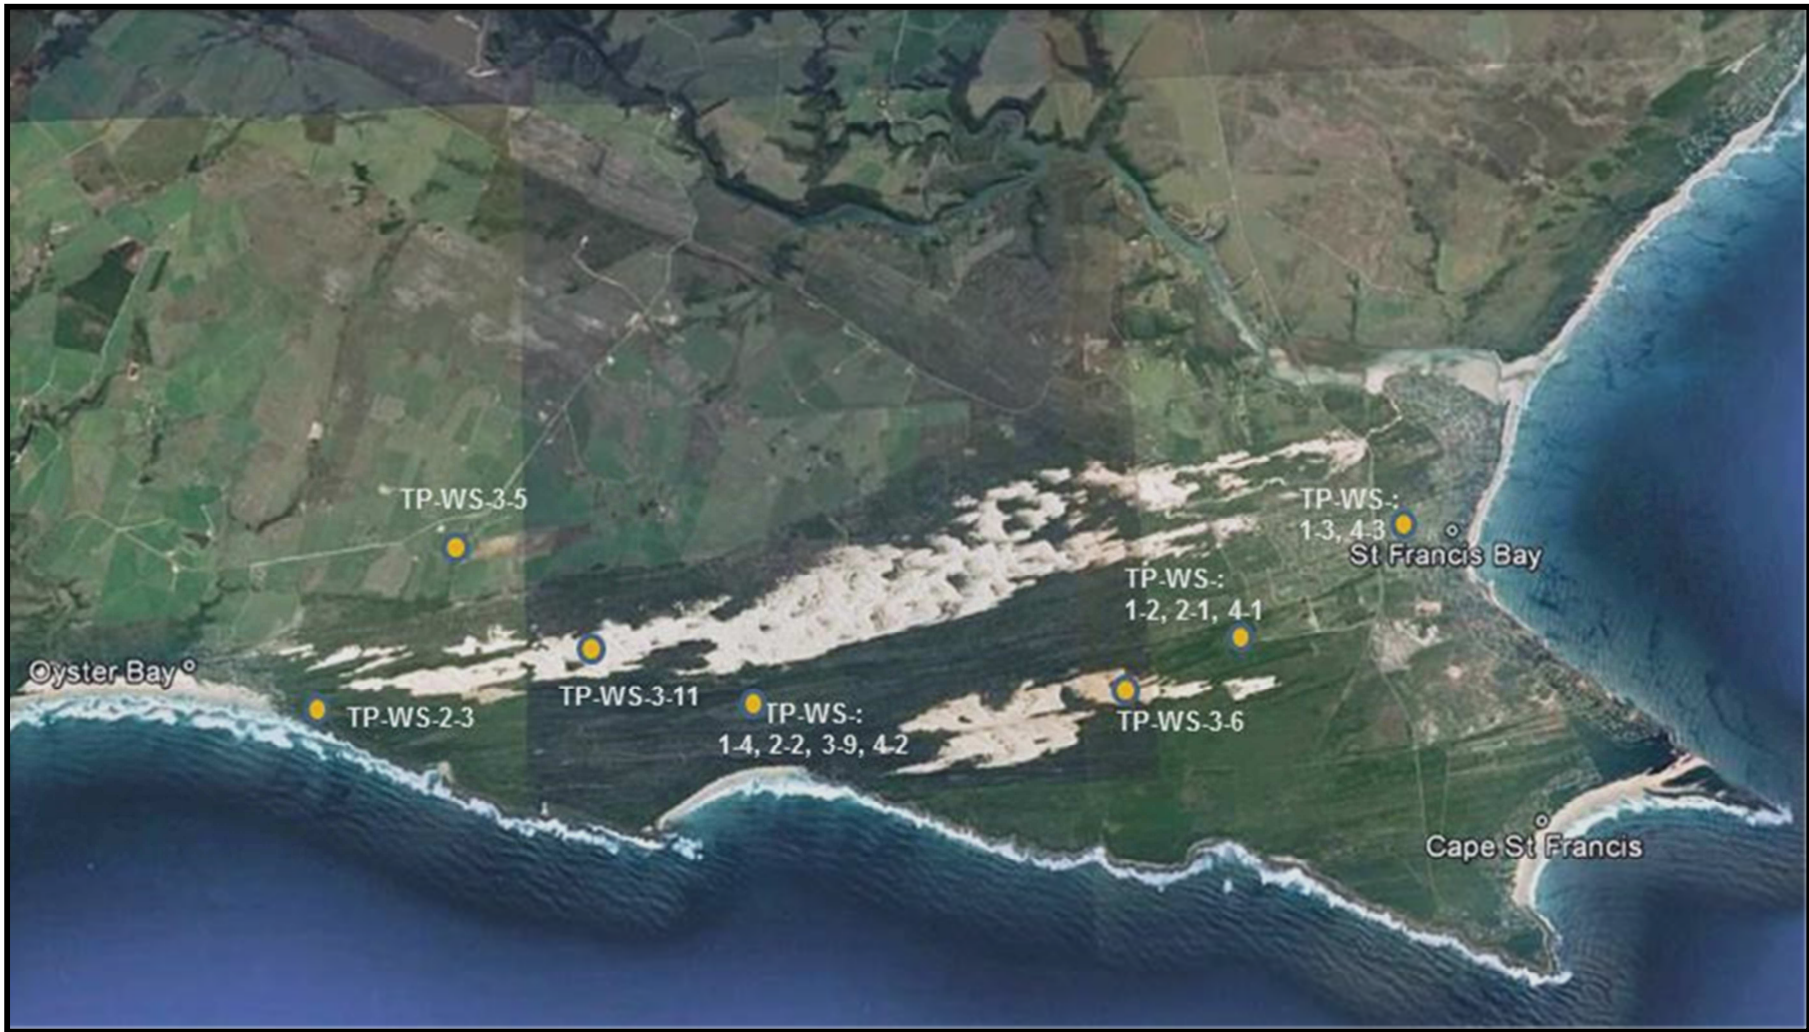 TP-WS-3-5
TP-WS-:
1-3, 4-3
St Francis Bay
TP-WS-:
1-2, 2-1, 4-1
Oyster Bay
TP-WS-3-11
TP-WS-2-3
TP-WS-:
1-4, 2-2, 3-9, 4-2
TP-WS-3-6
Cape St Francis